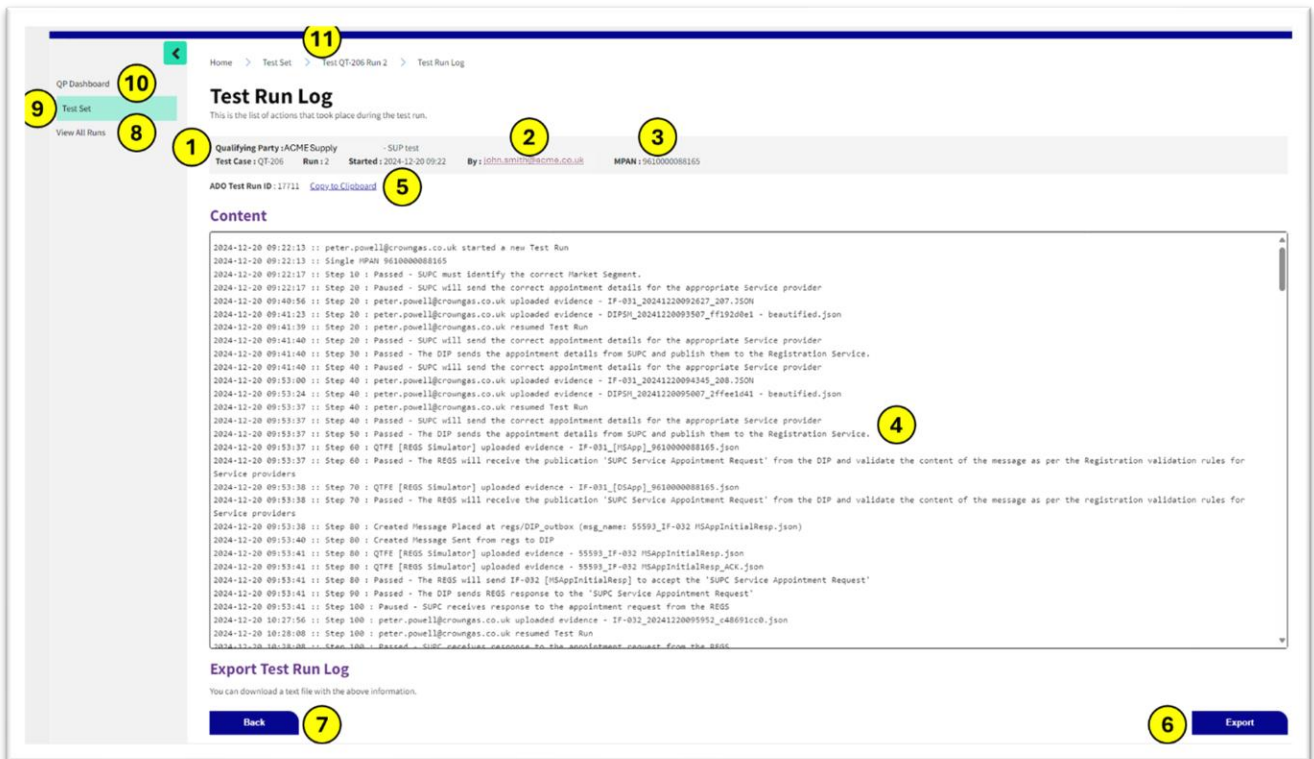 11
Home > Test Set > Test QT-206 Run 2 > Test Run Log
QP Dashboard 10
9 Test Set
View All Runs 8
Test Run Log
This is the list of actions that took place during the test run.
1 2 3
Qualifying Party :ACME Supply - SUP test
Test Case : QT-206 Run : 2 Started : 2024-12-20 09:22 By : john.smith@acme.co.uk MPAN : 9610000088165
ADO Test Run ID : 17711 Copy to Clipboard 5
Content
2024-12-20 09:22:13 :: peter.powell@crowngas.co.uk started a new Test Run
2024-12-20 09:22:13 :: Single MPAN 9610000088165
2024-12-20 09:22:17 :: Step 10 : Passed - SUPC must identify the correct Market Segment.
2024-12-20 09:22:17 :: Step 20 : Paused - SUPC will send the correct appointment details for the appropriate Service provider
2024-12-20 09:40:56 :: Step 20 : peter.powell@crowngas.co.uk uploaded evidence - IF-031_20241220092627_207.JSON
2024-12-20 09:41:23 :: Step 20 : peter.powell@crowngas.co.uk uploaded evidence - DIPSM_20241220093507_ff192d0e1 - beautified.json
2024-12-20 09:41:39 :: Step 20 : peter.powell@crowngas.co.uk resumed Test Run
2024-12-20 09:41:40 :: Step 20 : Passed - SUPC will send the correct appointment details for the appropriate Service provider
2024-12-20 09:41:40 :: Step 30 : Passed - The DIP sends the appointment details from SUPC and publish them to the Registration Service.
2024-12-20 09:41:40 :: Step 40 : Paused - SUPC will send the correct appointment details for the appropriate Service provider
2024-12-20 09:53:00 :: Step 40 : peter.powell@crowngas.co.uk uploaded evidence - IF-031_20241220094345_208.JSON
2024-12-20 09:53:24 :: Step 40 : peter.powell@crowngas.co.uk uploaded evidence - DIPSM_20241220095007_2ffee1d41 - beautified.json
2024-12-20 09:53:37 :: Step 40 : peter.powell@crowngas.co.uk resumed Test Run
2024-12-20 09:53:37 :: Step 40 : Passed - SUPC will send the correct appointment details for the appropriate Service provider
2024-12-20 09:53:37 :: Step 50 : Passed - The DIP sends the appointment details from SUPC and publish them to the Registration Service. 4
2024-12-20 09:53:37 :: Step 60 : QTFE [REGS Simulator] uploaded evidence - IF-031_[MSApp]_9610000088165.json
2024-12-20 09:53:37 :: Step 60 : Passed - The REGS will receive the publication 'SUPC Service Appointment Request' from the DIP and validate the content of the message as per the Registration validation rules for
Service providers
2024-12-20 09:53:38 :: Step 70 : QTFE [REGS Simulator] uploaded evidence - IF-031_[DSApp]_9610000088165.json
2024-12-20 09:53:38 :: Step 70 : Passed - The REGS will receive the publication 'SUPC Service Appointment Request' from the DIP and validate the content of the message as per the registration validation rules for
Service providers
2024-12-20 09:53:38 :: Step 80 : Created Message Placed at regs/DIP_outbox (msg_name: 55593_IF-032 MSAppInitialResp.json)
2024-12-20 09:53:40 :: Step 80 : Created Message Sent from regs to DIP
2024-12-20 09:53:41 :: Step 80 : QTFE [REGS Simulator] uploaded evidence - 55593_IF-032 MSAppInitialResp.json
2024-12-20 09:53:41 :: Step 80 : QTFE [REGS Simulator] uploaded evidence - 55593_IF-032 MSAppInitialResp_ACK.json
2024-12-20 09:53:41 :: Step 80 : Passed - The REGS will send IF-032 [MSAppInitialResp] to accept the 'SUPC Service Appointment Request'
2024-12-20 09:53:41 :: Step 90 : Passed - The DIP sends REGS response to the 'SUPC Service Appointment Request'
2024-12-20 09:53:41 :: Step 100 : Paused - SUPC receives response to the appointment request from the REGS
2024-12-20 10:27:56 :: Step 100 : peter.powell@crowngas.co.uk uploaded evidence - IF-032_20241220095952_c48691cc0.json
2024-12-20 10:28:08 :: Step 100 : peter.powell@crowngas.co.uk resumed Test Run
2024-12-20 10:28:08 :: Step 100 : Passed - SUPC receives response to the appointment request from the REGS
Export Test Run Log
You can download a text file with the above information.
Back 7 6 Export